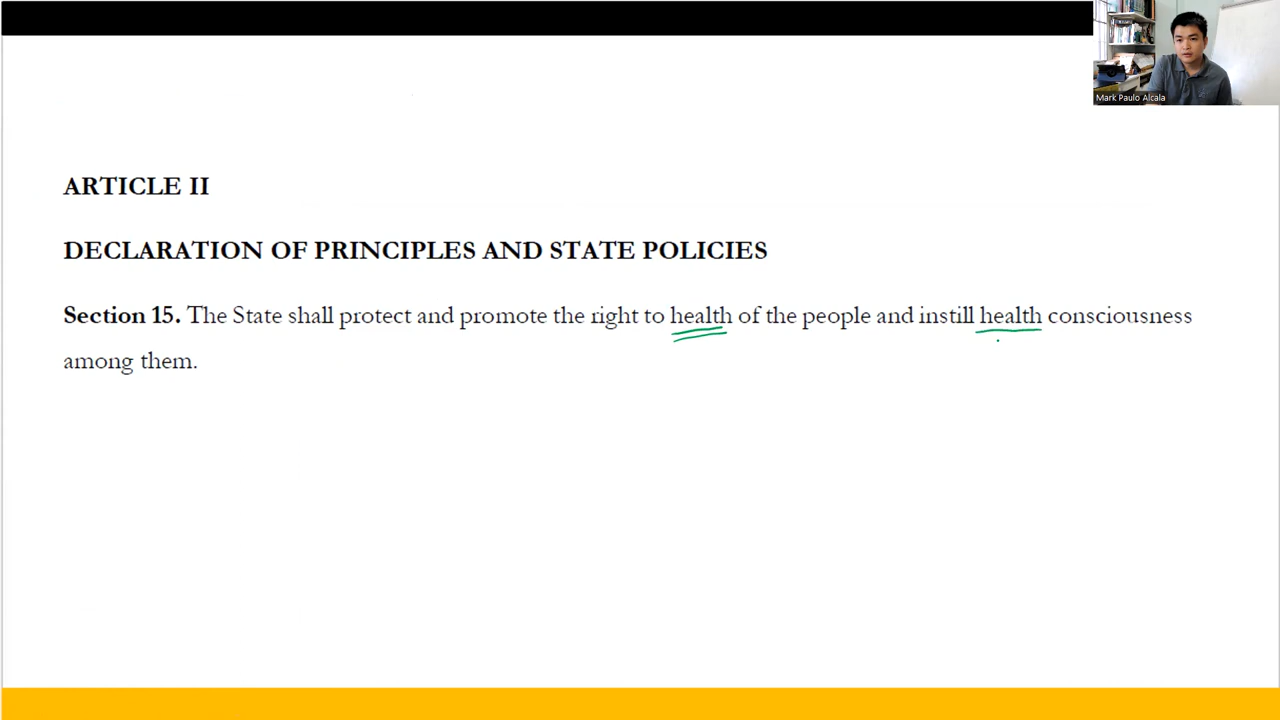 Mark Paulo Alcala
ARTICLE II
DECLARATION OF PRINCIPLES AND STATE POLICIES
Section 15. The State shall protect and promote the right to health of the people and instill health consciousness
among them.